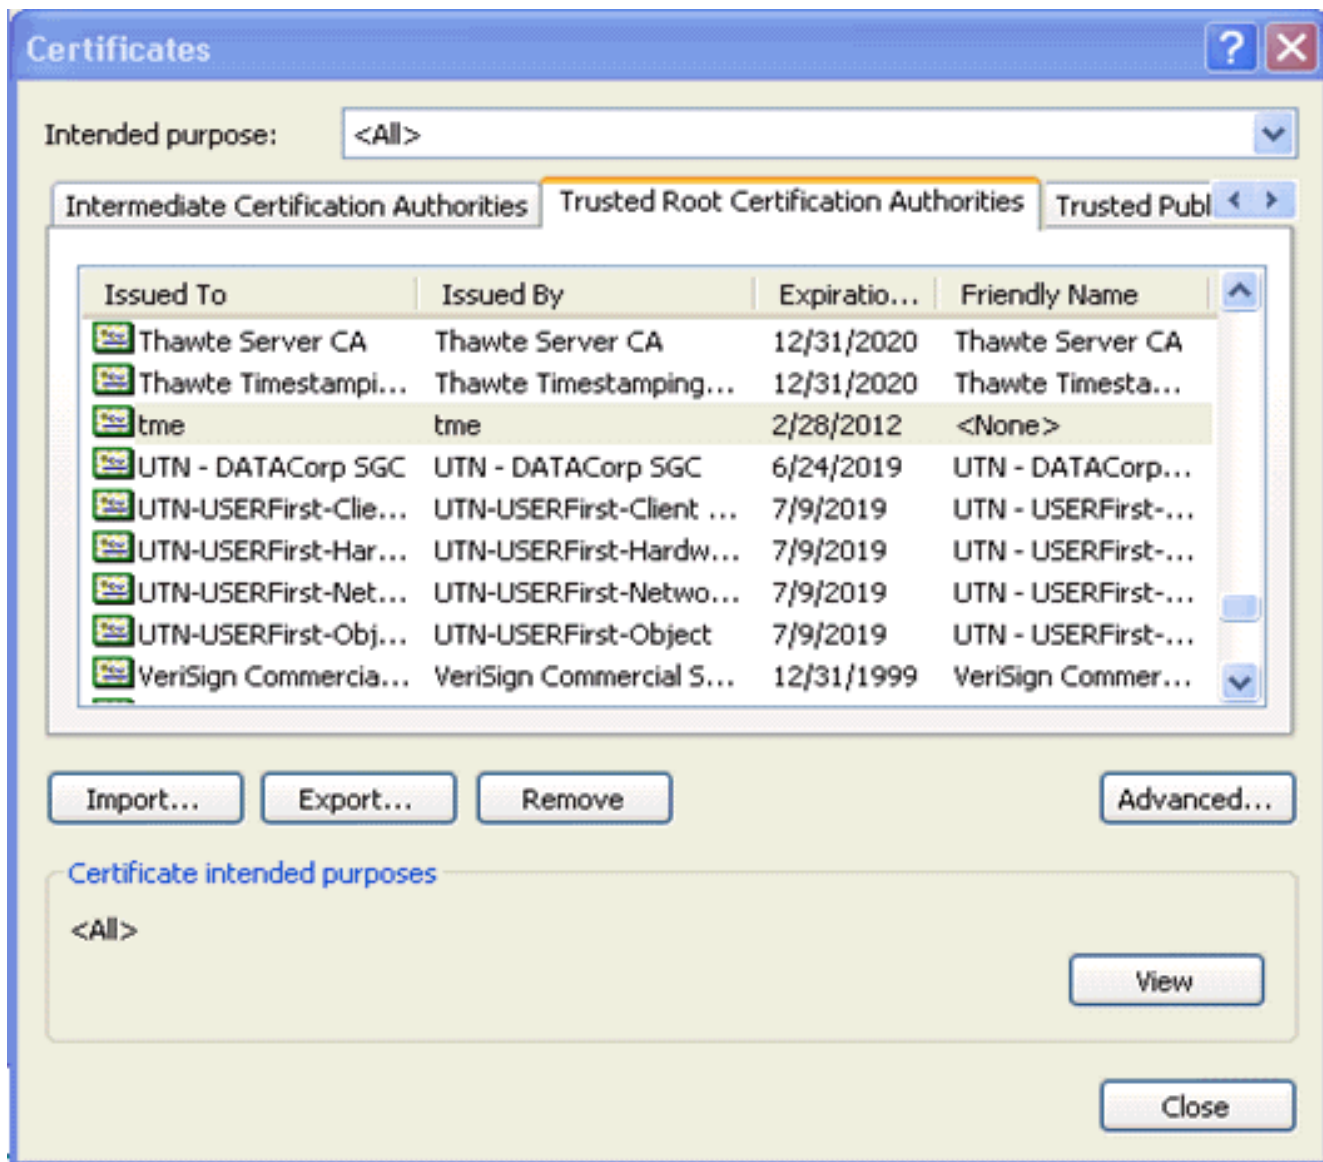 Certificates
Intended purpose: <All>
Intermediate Certification Authorities Trusted Root Certification Authorities Trusted Publ
Issued To Issued By Expiratio... Friendly Name
Thawte Server CA Thawte Server CA 12/31/2020 Thawte Server CA
Thawte Timestampi... Thawte Timestamping... 12/31/2020 Thawte Timesta...
tme tme 2/28/2012 <None>
UTN - DATACorp SGC UTN - DATACorp SGC 6/24/2019 UTN - DATACorp...
UTN-USERFirst-Clie... UTN-USERFirst-Client ... 7/9/2019 UTN - USERFirst-...
UTN-USERFirst-Har... UTN-USERFirst-Hardw... 7/9/2019 UTN - USERFirst-...
UTN-USERFirst-Net... UTN-USERFirst-Netwo... 7/9/2019 UTN - USERFirst-...
UTN-USERFirst-Obj... UTN-USERFirst-Object 7/9/2019 UTN - USERFirst-...
VeriSign Commercia... VeriSign Commercial S... 12/31/1999 VeriSign Commer...
Import... Export... Remove Advanced...
Certificate intended purposes
<All>
View
Close